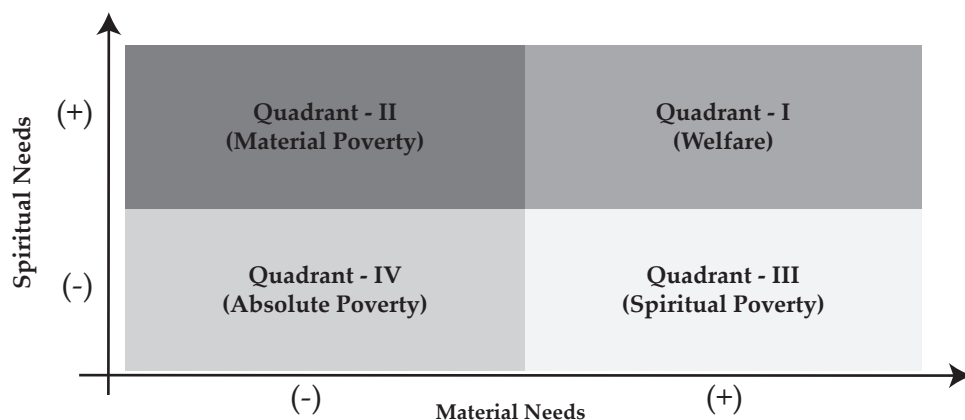 Spiritual Needs
(+)
Quadrant - II
(Material Poverty)
Quadrant - I
(Welfare)
(-)
Quadrant - IV
(Absolute Poverty)
Quadrant - III
(Spiritual Poverty)
(-)
Material Needs
(+)